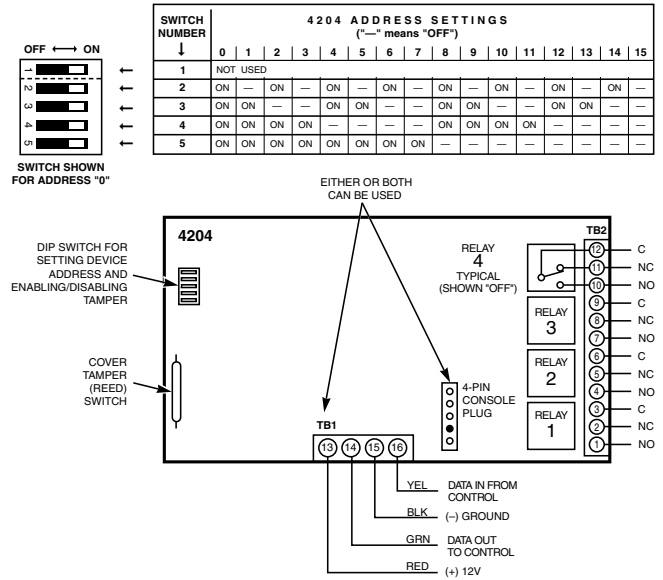 SWITCH NUMBER
↓
4204 ADDRESS SETTINGS
("—" means "OFF")
0 1 2 3 4 5 6 7 8 9 10 11 12 13 14 15
1 NOT USED
2 ON — ON — ON — ON — ON — ON — ON — ON —
3 ON ON — — ON ON — — ON ON — — ON ON — —
4 ON ON ON ON — — — — ON ON ON ON — — — —
5 ON ON ON ON ON ON ON ON — — — — — — — —
OFF ←→ ON
1
2
3
4
5
SWITCH SHOWN
FOR ADDRESS "0"
EITHER OR BOTH
CAN BE USED
4204
DIP SWITCH FOR
SETTING DEVICE
ADDRESS AND
ENABLING/DISABLING
TAMPER
COVER
TAMPER
(REED)
SWITCH
RELAY
4
TYPICAL
(SHOWN "OFF")
RELAY
3
RELAY
2
RELAY
1
TB2
12 C
11 NC
10 NO
9 C
8 NC
7 NO
6 C
5 NC
4 NO
3 C
2 NC
1 NO
4-PIN
CONSOLE
PLUG
TB1
13 14 15 16
YEL DATA IN FROM
CONTROL
BLK (–) GROUND
GRN DATA OUT
TO CONTROL
RED (+) 12V